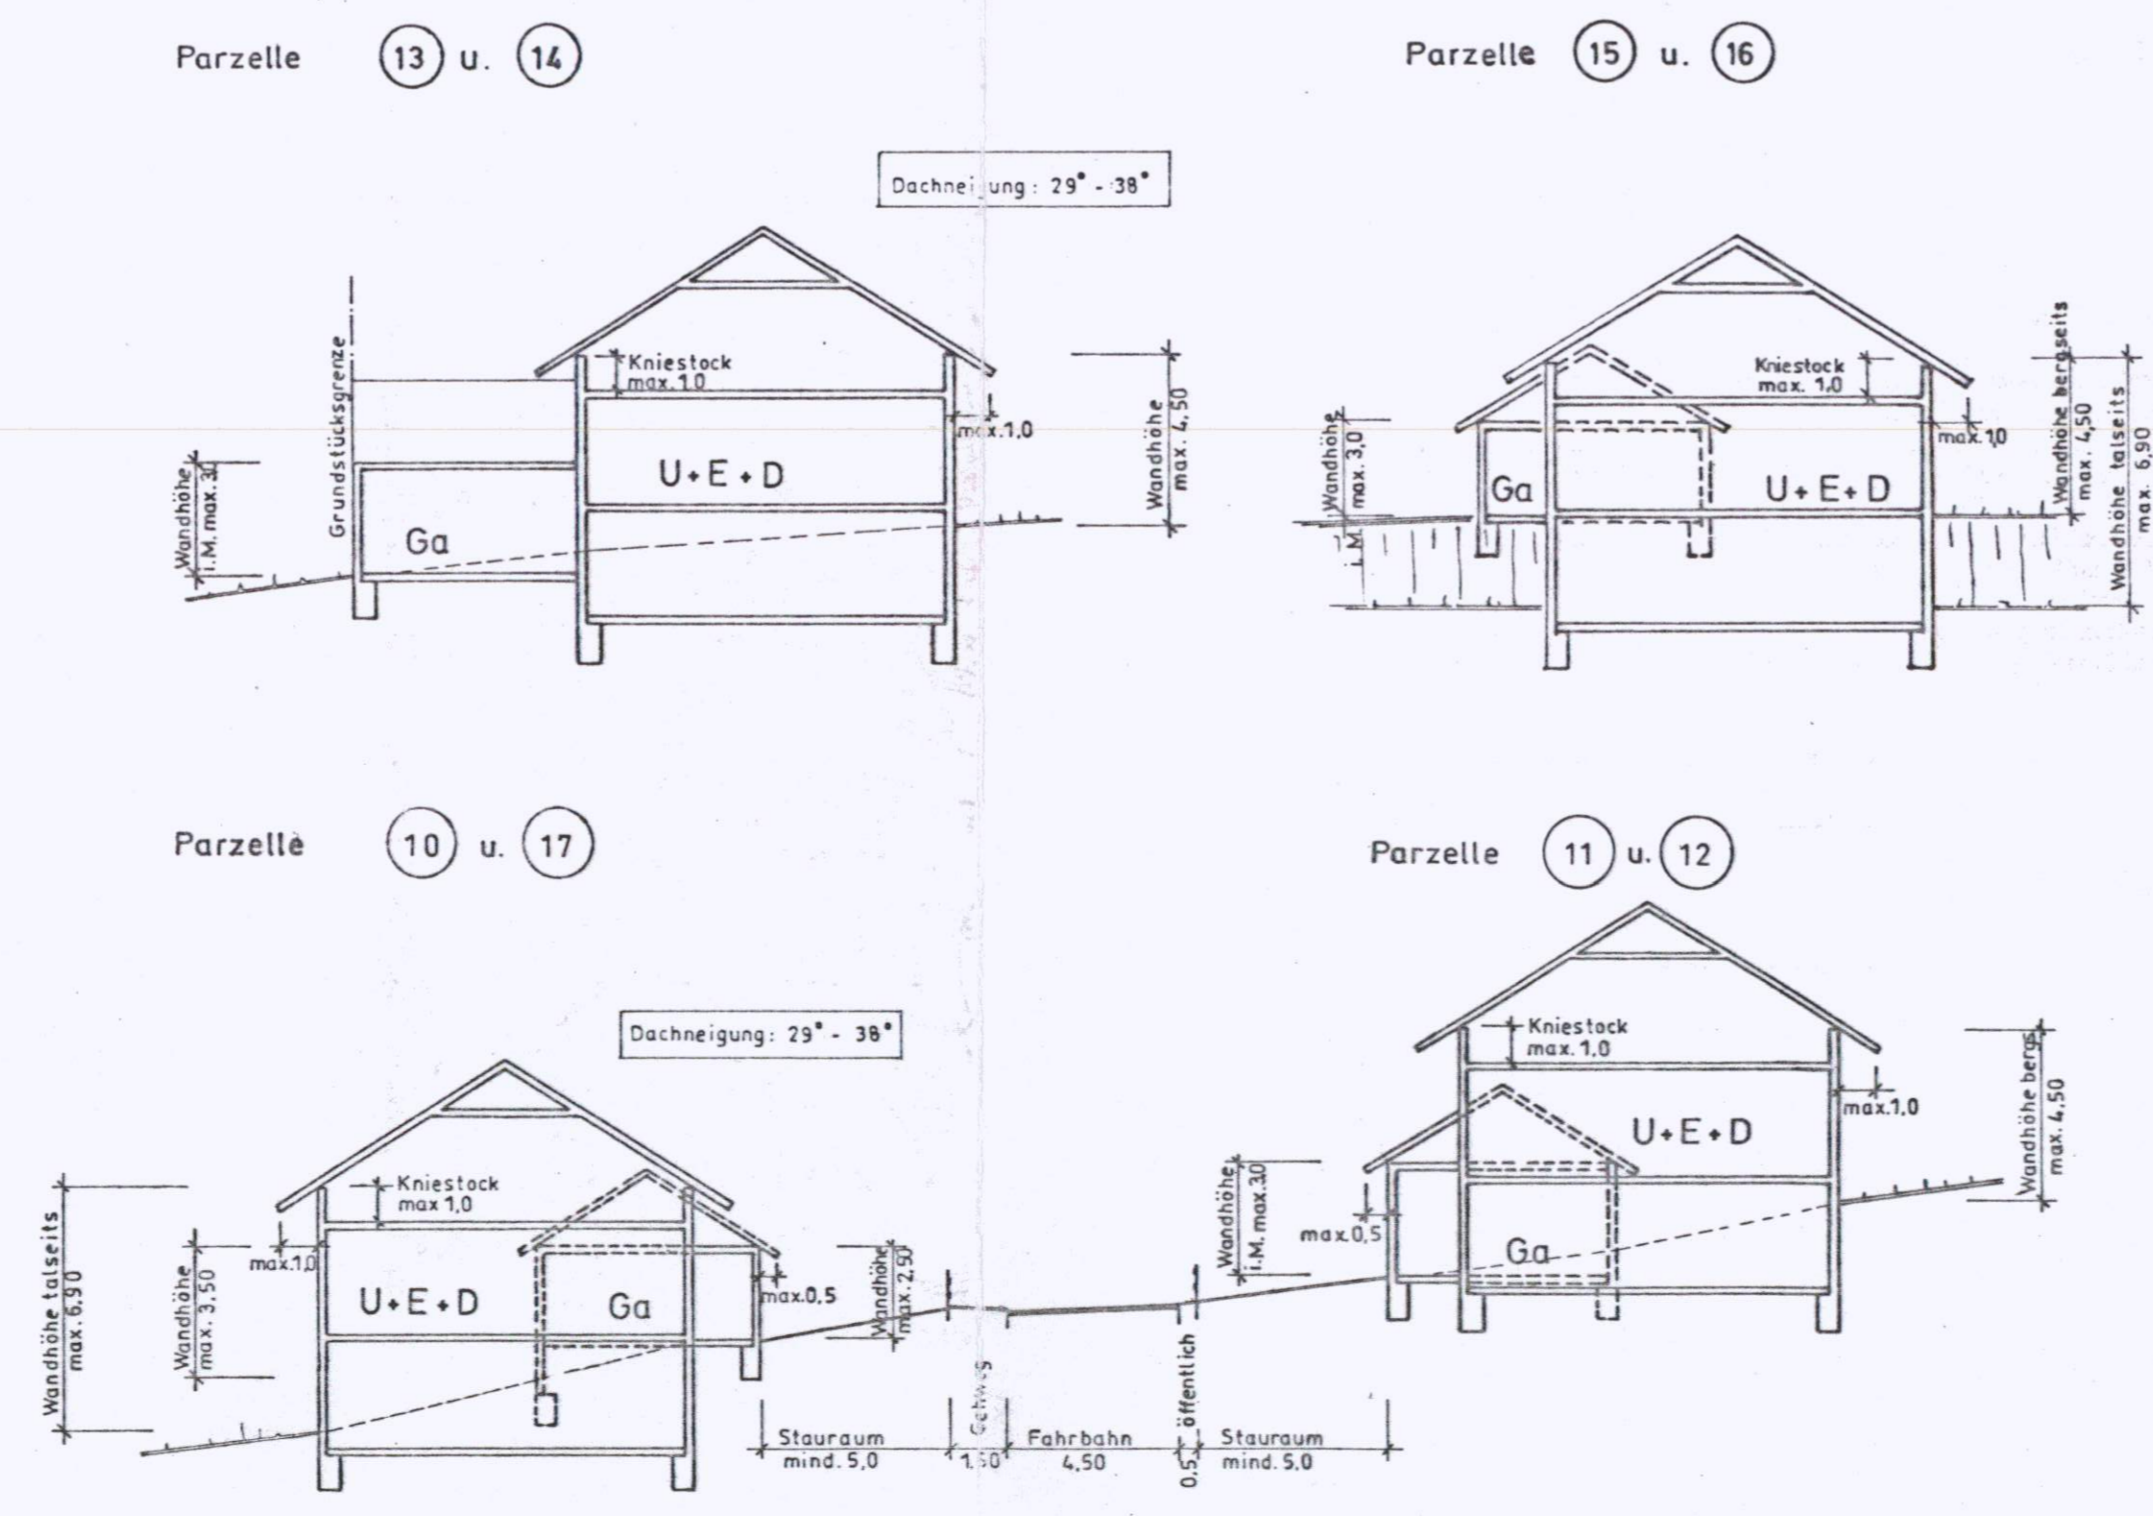 Parzelle 13 u. 14
Parzelle 15 u. 16
Dachneigung: 29° - 38°
Grundstücksgrenze
Kniestock
max. 1.0
max.1,0
Wandhöhe
max. 4,50
Wandhöhe
i.M. max. 3,0
Ga
U+E+D
Kniestock
max. 1,0
max. 1,0
Wandhöhe
max. 3,0
i.M.
Ga
U+E+D
Wandhöhe bergseits
max. 4,50
Wandhöhe talseits
max. 6,90
Parzelle 10 u. 17
Parzelle 11 u. 12
Dachneigung: 29° - 38°
Kniestock
max 1,0
max.1,0
Wandhöhe talseits
max. 6,90
Wandhöhe
max. 3,50
U+E+D
Ga
max.0,5
Wandhöhe
max. 2,50
Stauraum
mind. 5,0
Gehweg
1,50
Fahrbahn
4,50
öffentlich
0,5
Stauraum
mind. 5,0
Kniestock
max. 1,0
max.1,0
Wandhöhe bergs.
max. 4,50
U+E+D
Ga
Wandhöhe
i.M. max. 3,0
max.0,5